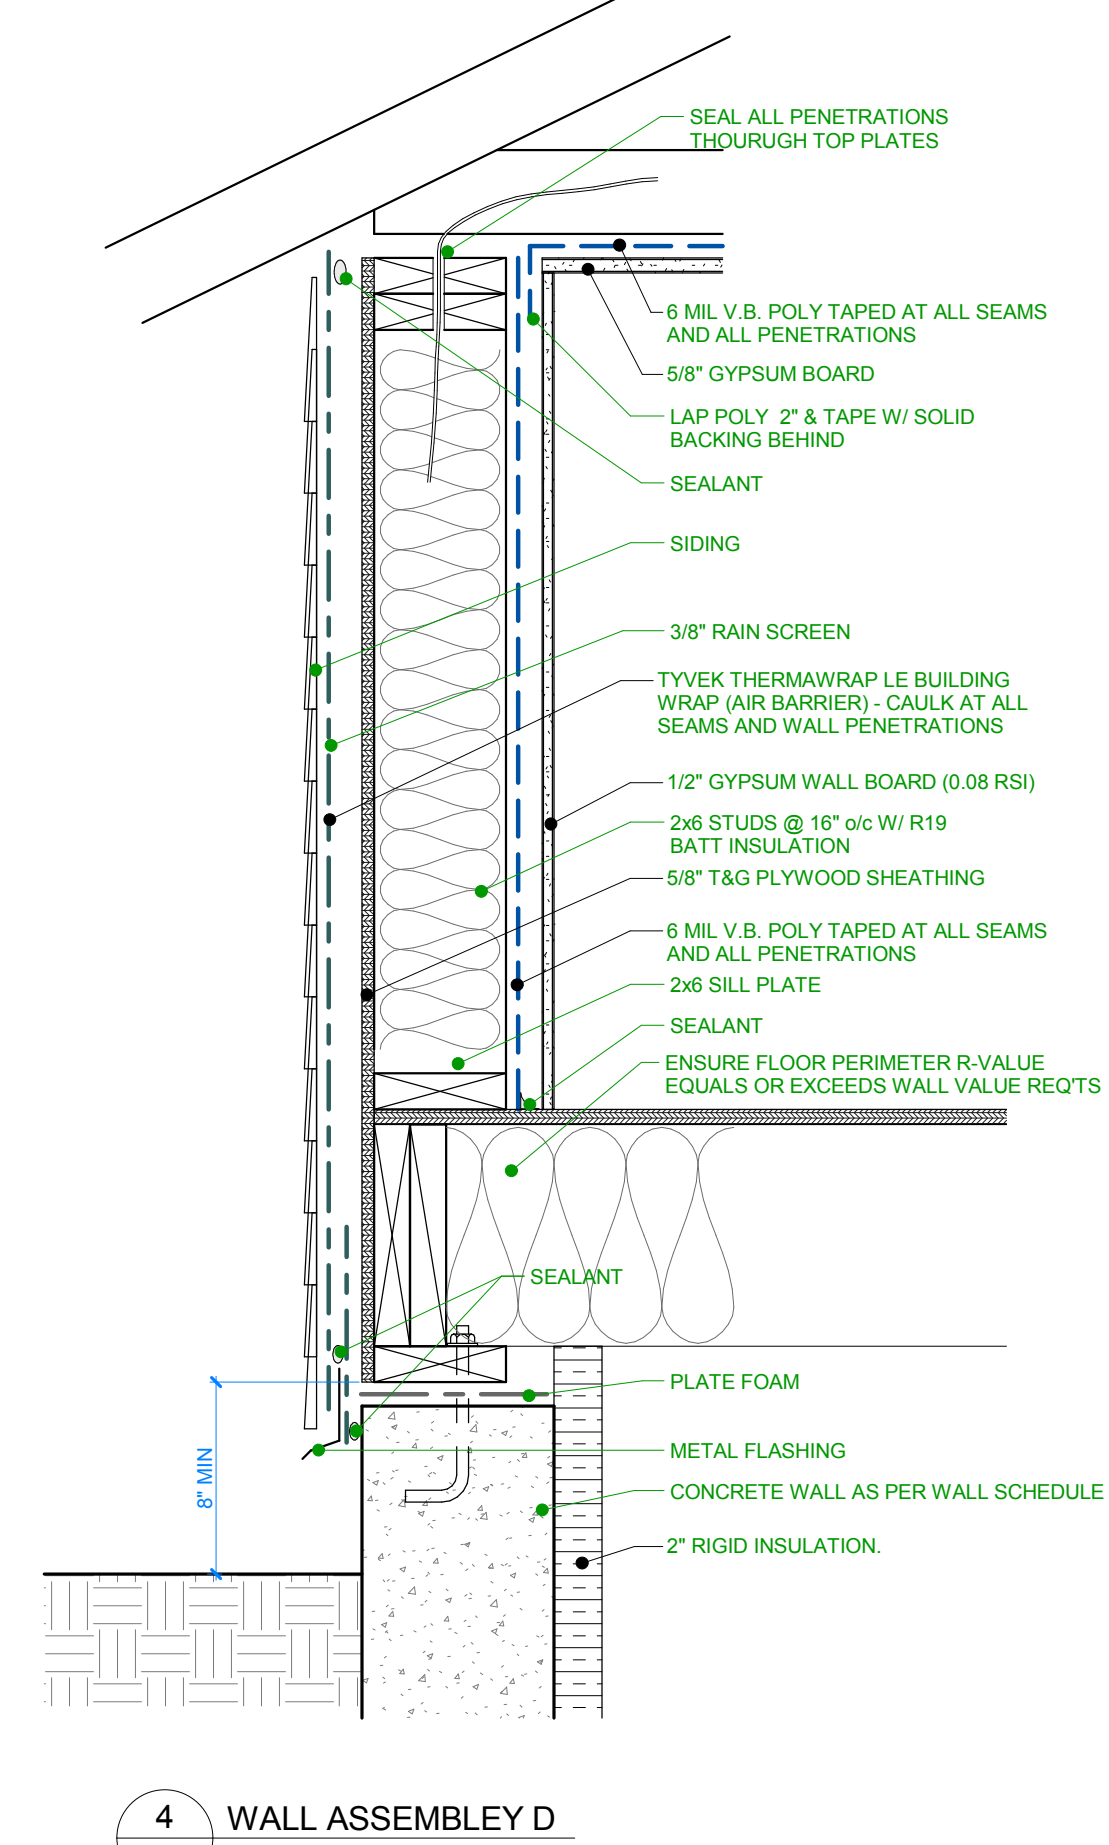 SEAL ALL PENETRATIONS
THOURUGH TOP PLATES
6 MIL V.B. POLY TAPED AT ALL SEAMS
AND ALL PENETRATIONS
5/8" GYPSUM BOARD
LAP POLY 2" & TAPE W/ SOLID
BACKING BEHIND
SEALANT
SIDING
3/8" RAIN SCREEN
TYVEK THERMAWRAP LE BUILDING
WRAP (AIR BARRIER) - CAULK AT ALL
SEAMS AND WALL PENETRATIONS
1/2" GYPSUM WALL BOARD (0.08 RSI)
2x6 STUDS @ 16" o/c W/ R19
BATT INSULATION
5/8" T&G PLYWOOD SHEATHING
6 MIL V.B. POLY TAPED AT ALL SEAMS
AND ALL PENETRATIONS
2x6 SILL PLATE
SEALANT
ENSURE FLOOR PERIMETER R-VALUE
EQUALS OR EXCEEDS WALL VALUE REQ'TS
SEALANT
PLATE FOAM
METAL FLASHING
8" MIN
CONCRETE WALL AS PER WALL SCHEDULE
2" RIGID INSULATION.
4 WALL ASSEMBLEY D